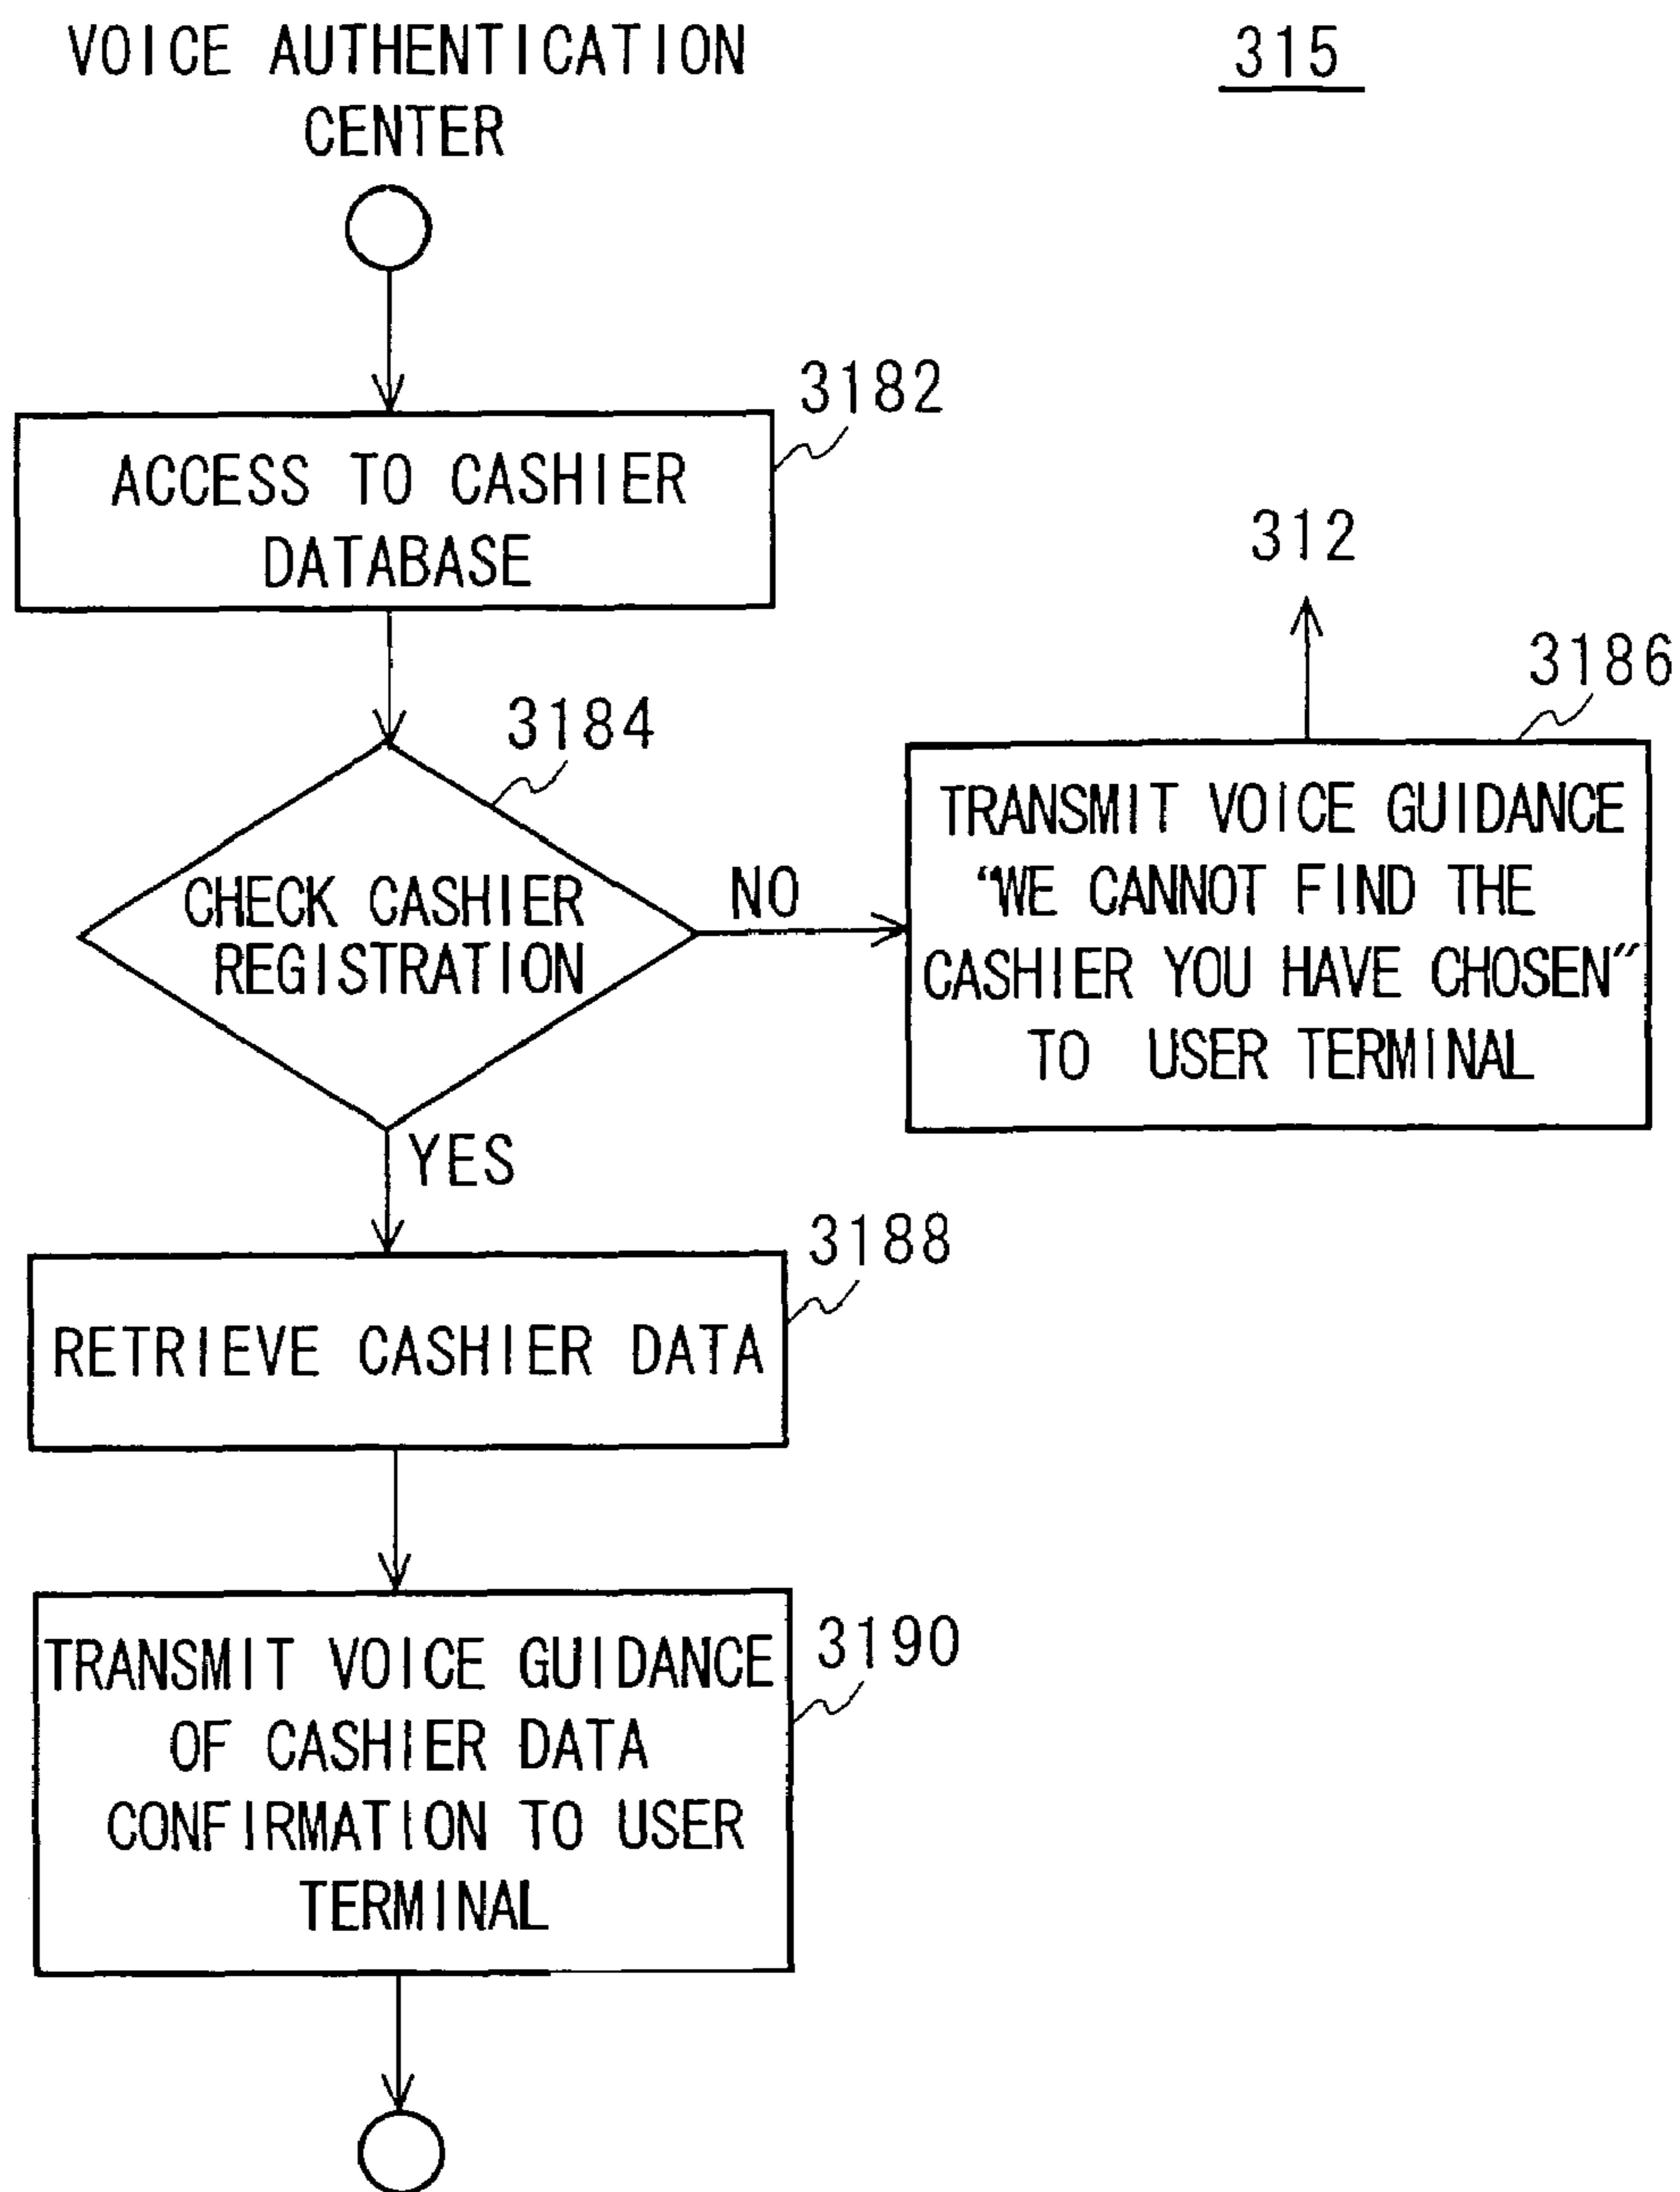 VOICE AUTHENTICATION
CENTER
315
3182
ACCESS TO CASHIER
DATABASE
312
3184
3186
CHECK CASHIER
REGISTRATION
NO
TRANSMIT VOICE GUIDANCE
"WE CANNOT FIND THE
CASHIER YOU HAVE CHOSEN"
TO USER TERMINAL
YES
3188
RETRIEVE CASHIER DATA
3190
TRANSMIT VOICE GUIDANCE
OF CASHIER DATA
CONFIRMATION TO USER
TERMINAL